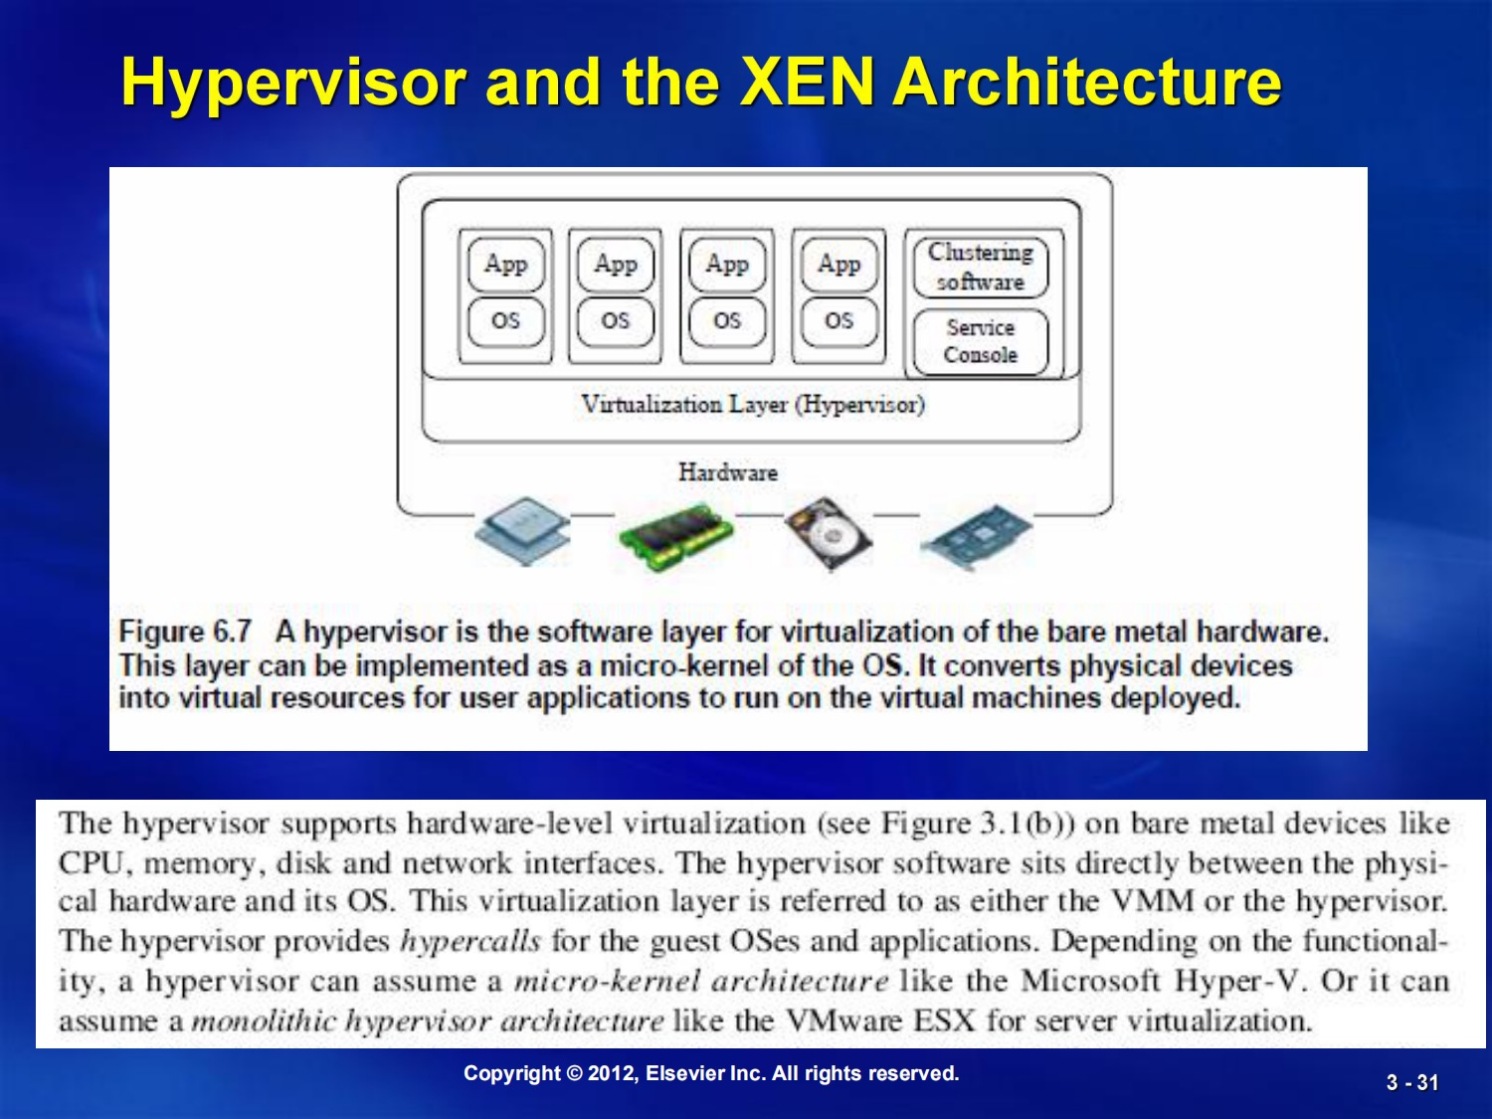 Hypervisor and the XEN Architecture
App App App App Clustering software
OS OS OS OS Service Console
Virtualization Layer (Hypervisor)
Hardware
Figure 6.7 A hypervisor is the software layer for virtualization of the bare metal hardware.
This layer can be implemented as a micro-kernel of the OS. It converts physical devices
into virtual resources for user applications to run on the virtual machines deployed.
The hypervisor supports hardware-level virtualization (see Figure 3.1(b)) on bare metal devices like
CPU, memory, disk and network interfaces. The hypervisor software sits directly between the physi-
cal hardware and its OS. This virtualization layer is referred to as either the VMM or the hypervisor.
The hypervisor provides hypercalls for the guest OSes and applications. Depending on the functional-
ity, a hypervisor can assume a micro-kernel architecture like the Microsoft Hyper-V. Or it can
assume a monolithic hypervisor architecture like the VMware ESX for server virtualization.
Copyright © 2012, Elsevier Inc. All rights reserved.
3 - 31